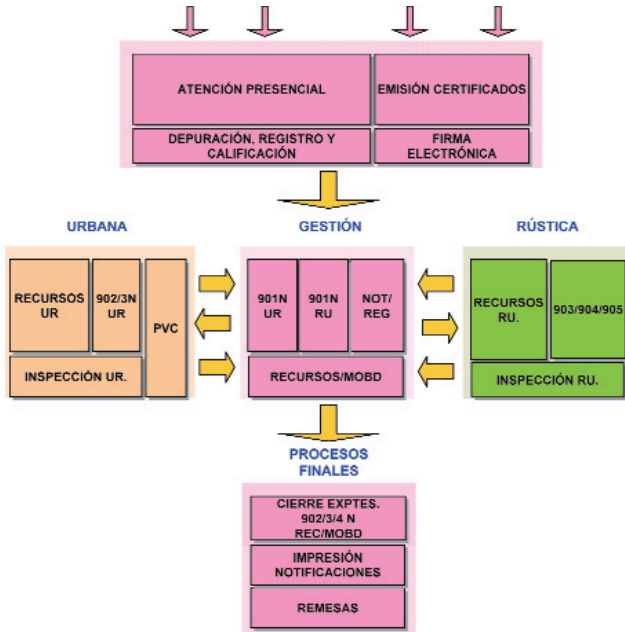 ATENCIÓN PRESENCIAL
EMISIÓN CERTIFICADOS
DEPURACIÓN, REGISTRO Y
CALIFICACIÓN
FIRMA
ELECTRÓNICA
URBANA
GESTIÓN
RÚSTICA
RECURSOS
UR
902/3N
UR
PVC
INSPECCIÓN UR.
901N
UR
901N
RU
NOT/
REG
RECURSOS/MOBD
RECURSOS
RU.
903/904/905
INSPECCIÓN RU.
PROCESOS
FINALES
CIERRE EXPTES.
902/3/4 N
REC/MOBD
IMPRESIÓN
NOTIFICACIONES
REMESAS